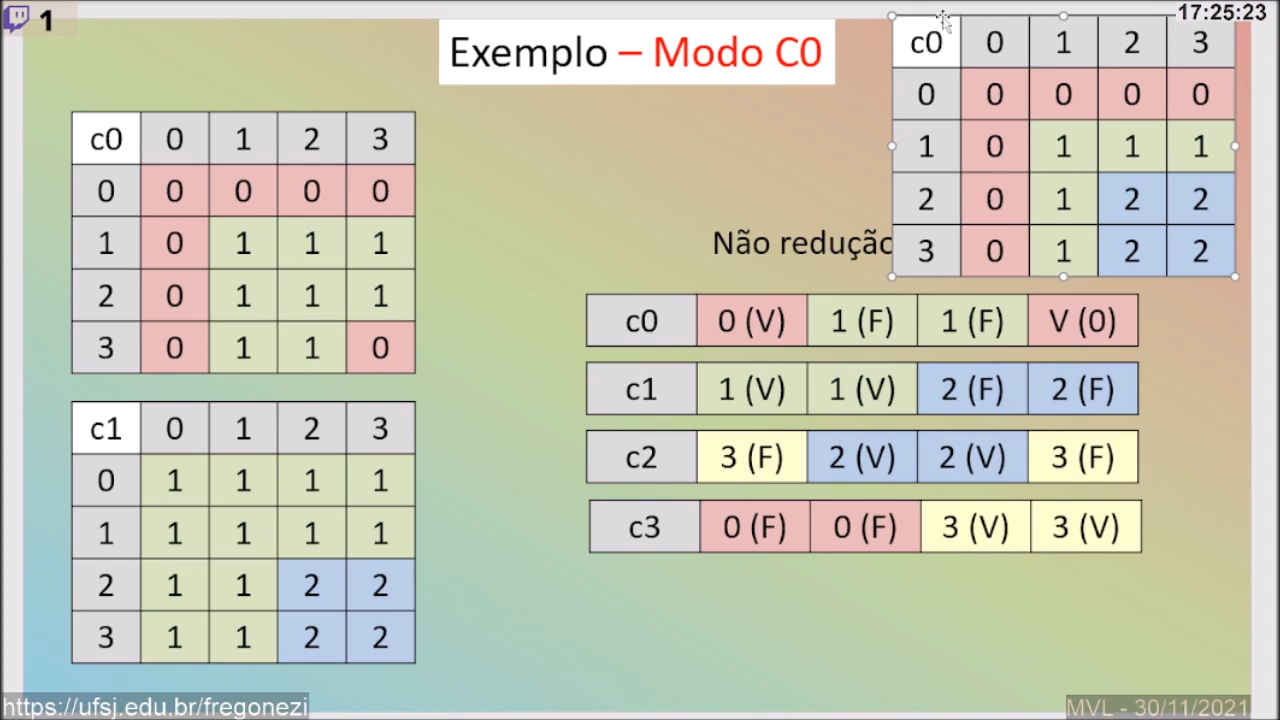 1
17:25:23
Exemplo – Modo C0
c0 0 1 2 3
0 0 0 0 0
1 0 1 1 1
2 0 1 2 2
3 0 1 2 2
c0 0 1 2 3
0 0 0 0 0
1 0 1 1 1
2 0 1 1 1
3 0 1 1 0
Não redução
c0 0 (V) 1 (F) 1 (F) V (0)
c1 1 (V) 1 (V) 2 (F) 2 (F)
c2 3 (F) 2 (V) 2 (V) 3 (F)
c3 0 (F) 0 (F) 3 (V) 3 (V)
c1 0 1 2 3
0 1 1 1 1
1 1 1 1 1
2 1 1 2 2
3 1 1 2 2
https://ufsj.edu.br/fregonezi
MVL - 30/11/2021